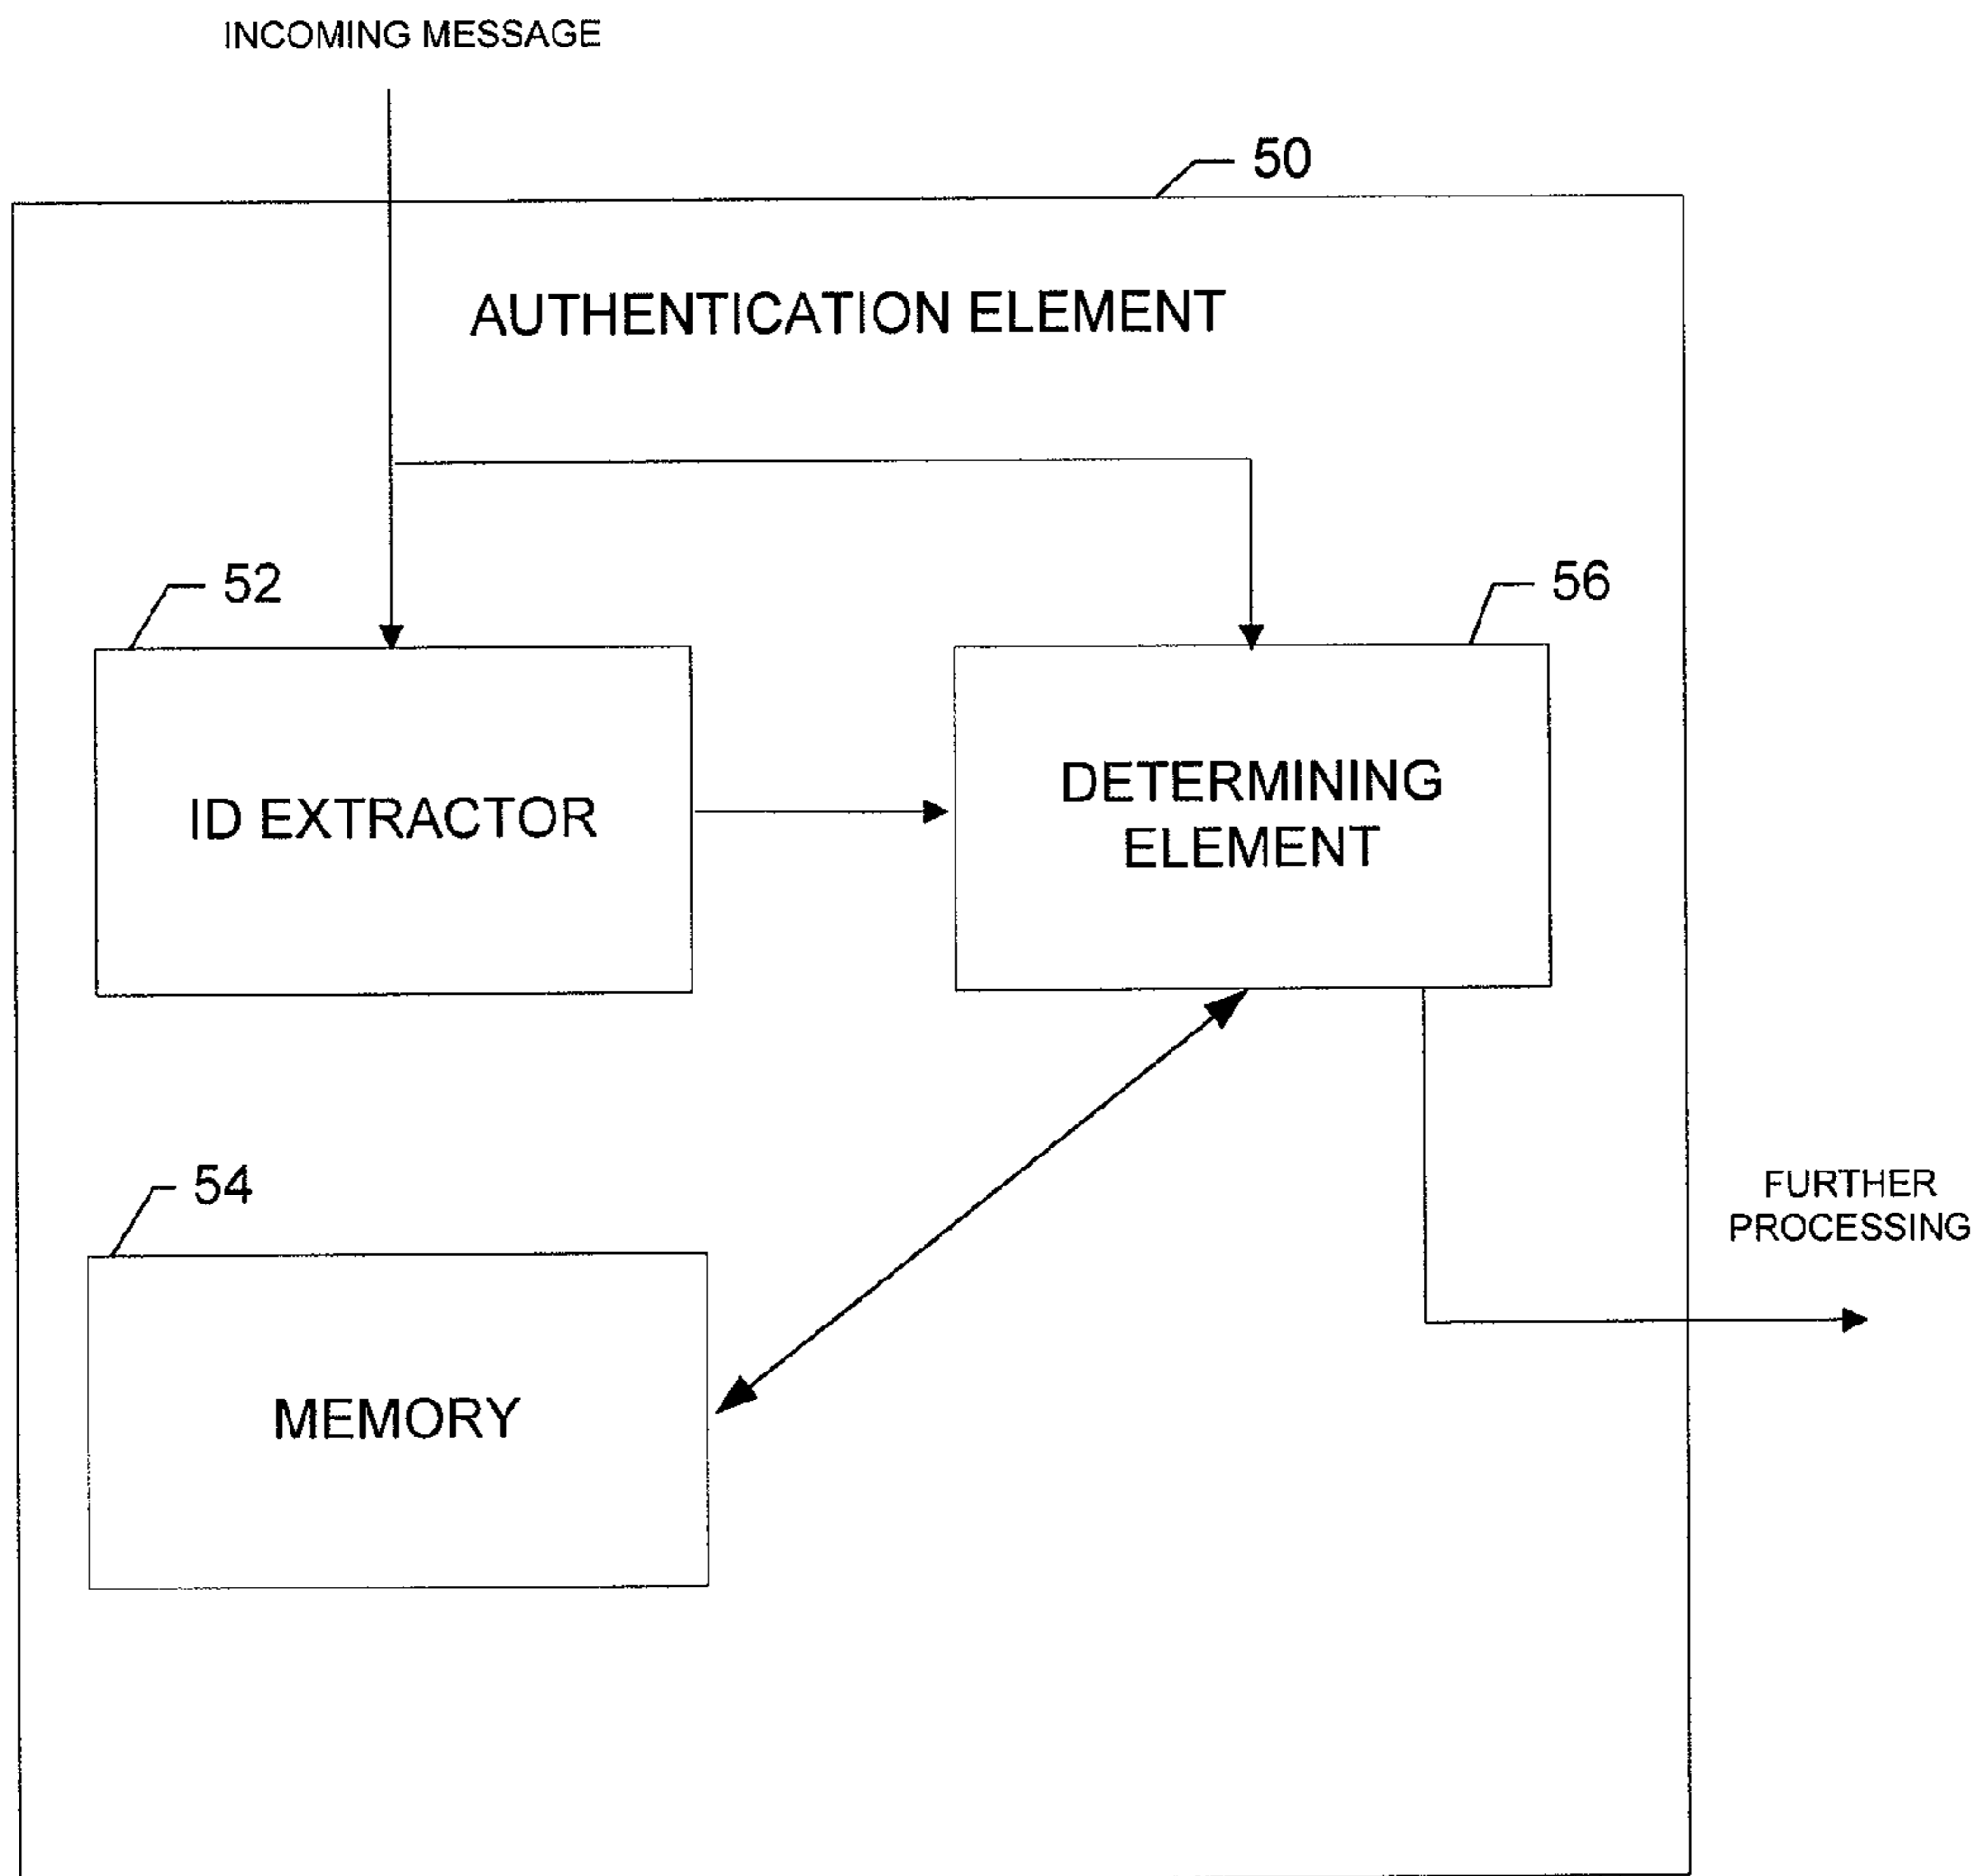 INCOMING MESSAGE
50
AUTHENTICATION ELEMENT
52
56
ID EXTRACTOR
DETERMINING
ELEMENT
54
FURTHER
PROCESSING
MEMORY